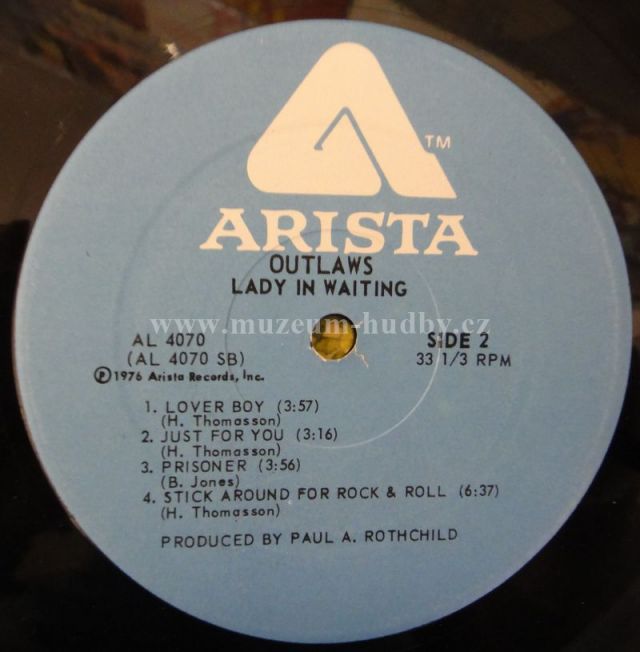 TM
ARISTA
OUTLAWS
LADY IN WAITING
www.muzeum-hudby.cz
AL 4070
(AL 4070 SB)
℗1976 Arista Records, Inc.
SIDE 2
33 1/3 RPM
1. LOVER BOY (3:57)
(H. Thomasson)
2. JUST FOR YOU (3:16)
(H. Thomasson)
3. PRISONER (3:56)
(B. Jones)
4. STICK AROUND FOR ROCK & ROLL (6:37)
(H. Thomasson)
PRODUCED BY PAUL A. ROTHCHILD